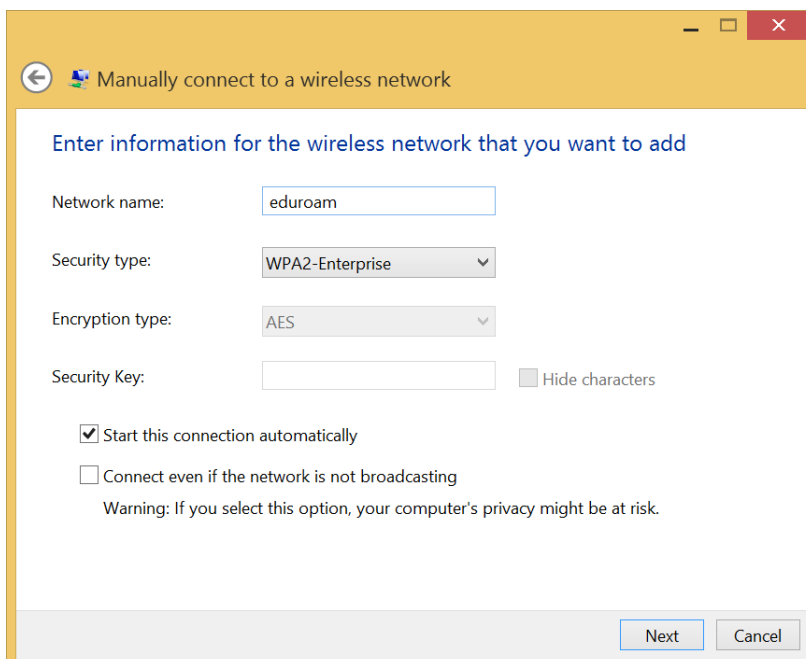 Manually connect to a wireless network
Enter information for the wireless network that you want to add
Network name: eduroam
Security type: WPA2-Enterprise
Encryption type: AES
Security Key: Hide characters
Start this connection automatically
Connect even if the network is not broadcasting
Warning: If you select this option, your computer's privacy might be at risk.
Next Cancel